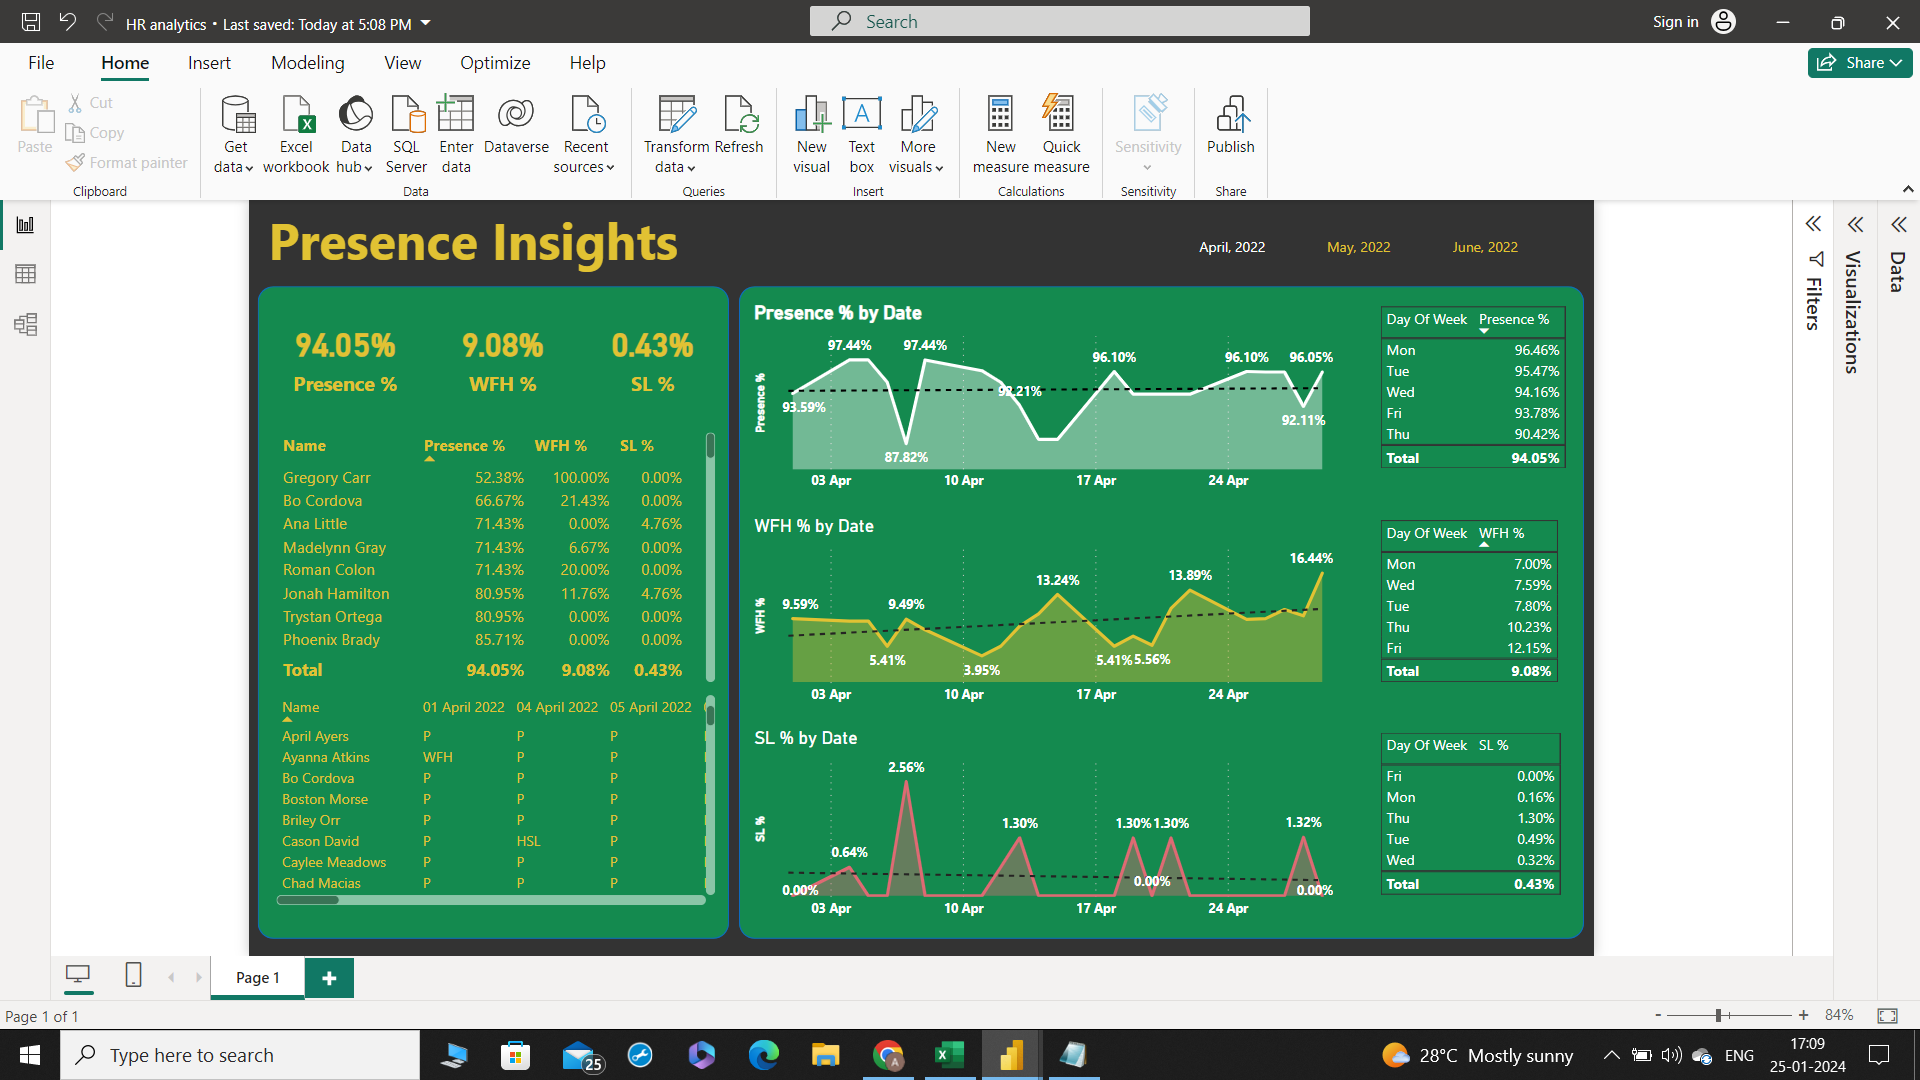 HR analytics • Last saved: Today at 5:08 PM
Search
Sign in
File Home Insert Modeling View Optimize Help
Share
Paste
Cut
Copy
Format painter
Clipboard
Get data
Excel workbook
Data hub
SQL Server
Enter data
Dataverse
Recent sources
Data
Transform data
Refresh
Queries
New visual
Text box
More visuals
Insert
New measure
Quick measure
Calculations
Sensitivity
Sensitivity
Publish
Share
Presence Insights
April, 2022 May, 2022 June, 2022
94.05% 9.08% 0.43%
Presence % WFH % SL %
Name Presence % WFH % SL %
Gregory Carr 52.38% 100.00% 0.00%
Bo Cordova 66.67% 21.43% 0.00%
Ana Little 71.43% 0.00% 4.76%
Madelynn Gray 71.43% 6.67% 0.00%
Roman Colon 71.43% 20.00% 0.00%
Jonah Hamilton 80.95% 11.76% 4.76%
Trystan Ortega 80.95% 0.00% 0.00%
Phoenix Brady 85.71% 0.00% 0.00%
Total 94.05% 9.08% 0.43%
Name 01 April 2022 04 April 2022 05 April 2022
April Ayers P P P
Ayanna Atkins WFH P P
Bo Cordova P P P
Boston Morse P P P
Briley Orr P P P
Cason David P HSL P
Caylee Meadows P P P
Chad Macias P P P
Presence % by Date
Presence %
97.44% 97.44% 96.10% 96.10% 96.05%
93.59% 92.21% 92.11%
87.82%
03 Apr 10 Apr 17 Apr 24 Apr
Day Of Week Presence %
Mon 96.46%
Tue 95.47%
Wed 94.16%
Fri 93.78%
Thu 90.42%
Total 94.05%
WFH % by Date
WFH %
16.44%
13.24% 13.89%
9.59% 9.49%
5.41% 3.95% 5.41% 5.56%
03 Apr 10 Apr 17 Apr 24 Apr
Day Of Week WFH %
Mon 7.00%
Wed 7.59%
Tue 7.80%
Thu 10.23%
Fri 12.15%
Total 9.08%
SL % by Date
SL %
2.56%
1.30% 1.30% 1.30% 1.32%
0.64%
0.00% 0.00% 0.00%
03 Apr 10 Apr 17 Apr 24 Apr
Day Of Week SL %
Fri 0.00%
Mon 0.16%
Thu 1.30%
Tue 0.49%
Wed 0.32%
Total 0.43%
Filters
Visualizations
Data
Page 1
Page 1 of 1
- + 84%
Type here to search
25
28°C Mostly sunny
ENG
17:09
25-01-2024